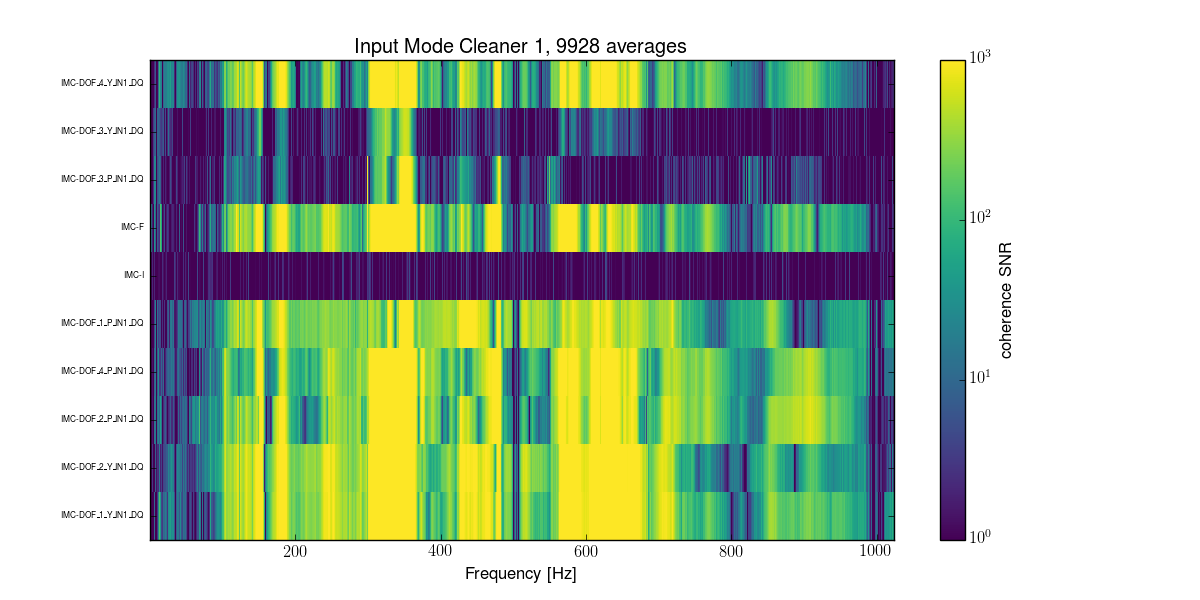 Input Mode Cleaner 1, 9928 averages
IMC-DOF_4_Y_IN1_DQ
IMC-DOF_3_Y_IN1_DQ
IMC-DOF_3_P_IN1_DQ
IMC-F
IMC-I
IMC-DOF_1_P_IN1_DQ
IMC-DOF_4_P_IN1_DQ
IMC-DOF_2_P_IN1_DQ
IMC-DOF_2_Y_IN1_DQ
IMC-DOF_1_Y_IN1_DQ
200 400 600 800 1000
Frequency [Hz]
10³
10²
10¹
10⁰
coherence SNR